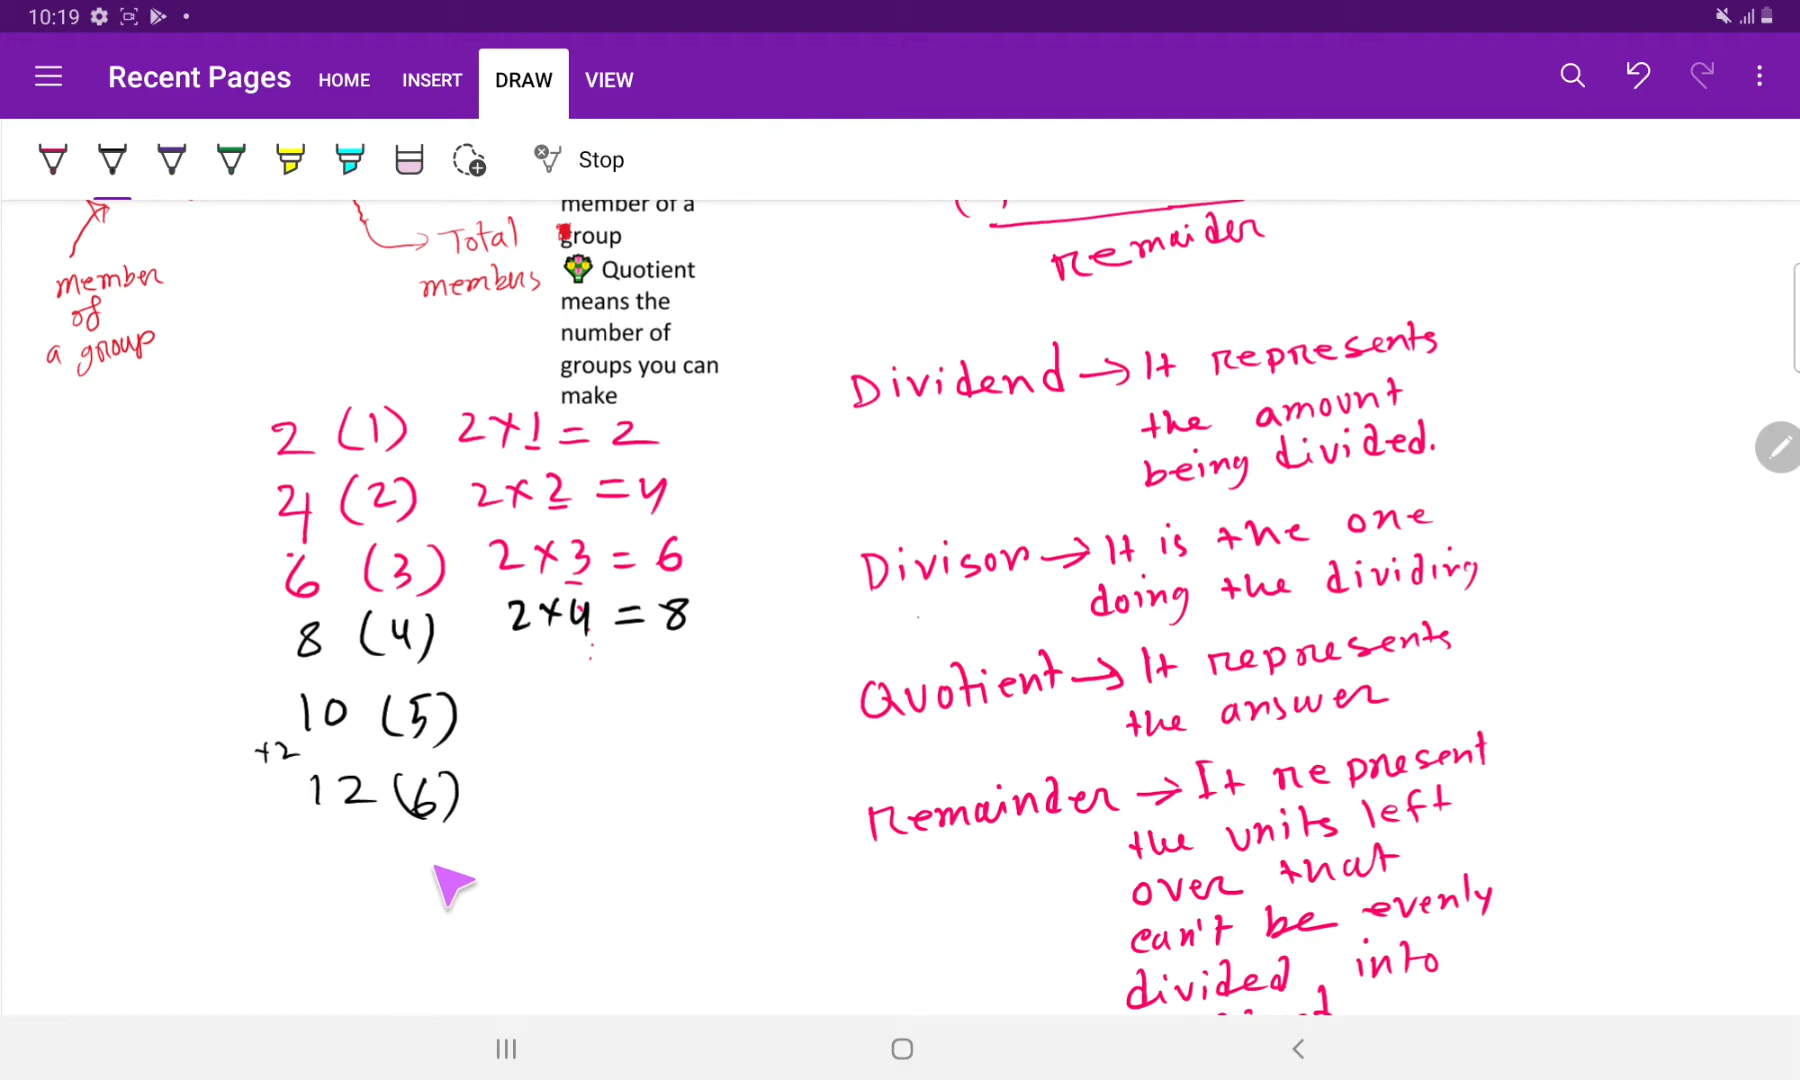 10:19
Recent Pages HOME INSERT DRAW VIEW
Stop
member of a group
Total members
member of a
group
Quotient
means the
number of
groups you can
make
2 (1) 2×1 = 2
4 (2) 2×2 = 4
6 (3) 2×3 = 6
8 (4) 2×4 = 8
10 (5)
+2
12 (6)
remaider
Dividend → It represents
the amount
being divided.
Divisor → It is the one
doing the dividing
Quotient → It represents
the answer
Remainder → It represent
the units left
over that
can't be evenly
divided into